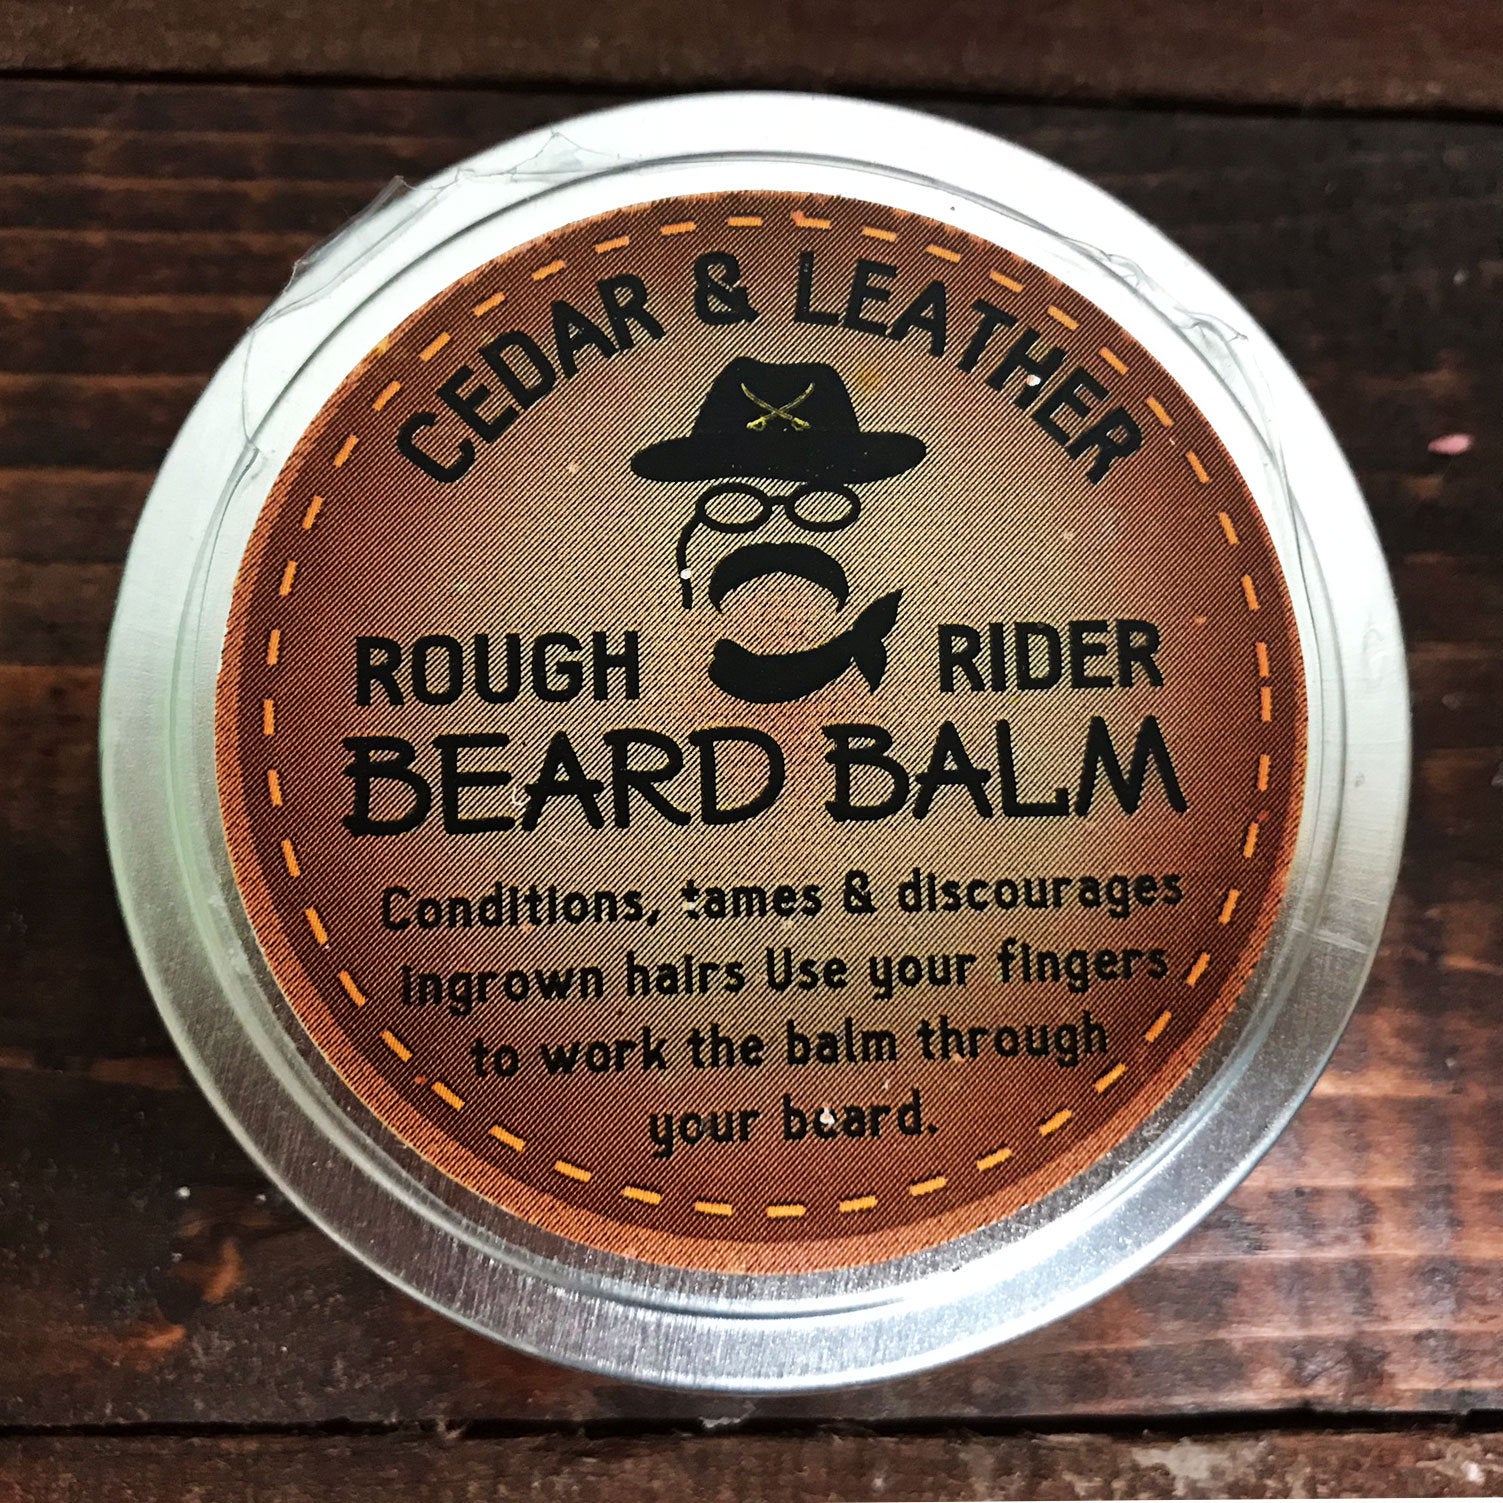 CEDAR & LEATHER
ROUGH RIDER
BEARD BALM
Conditions, tames & discourages
ingrown hairs Use your fingers
to work the balm through
your beard.